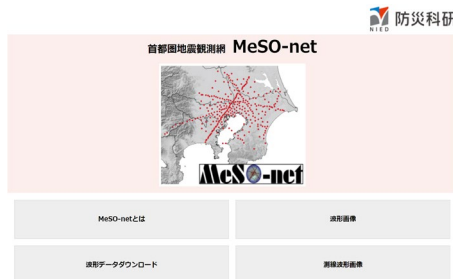 NIED
防災科研
首都圏地震観測網 MeSO-net
MeSO-net
MeSO-netとは
波形画像
波形データダウンロード
測線波形画像